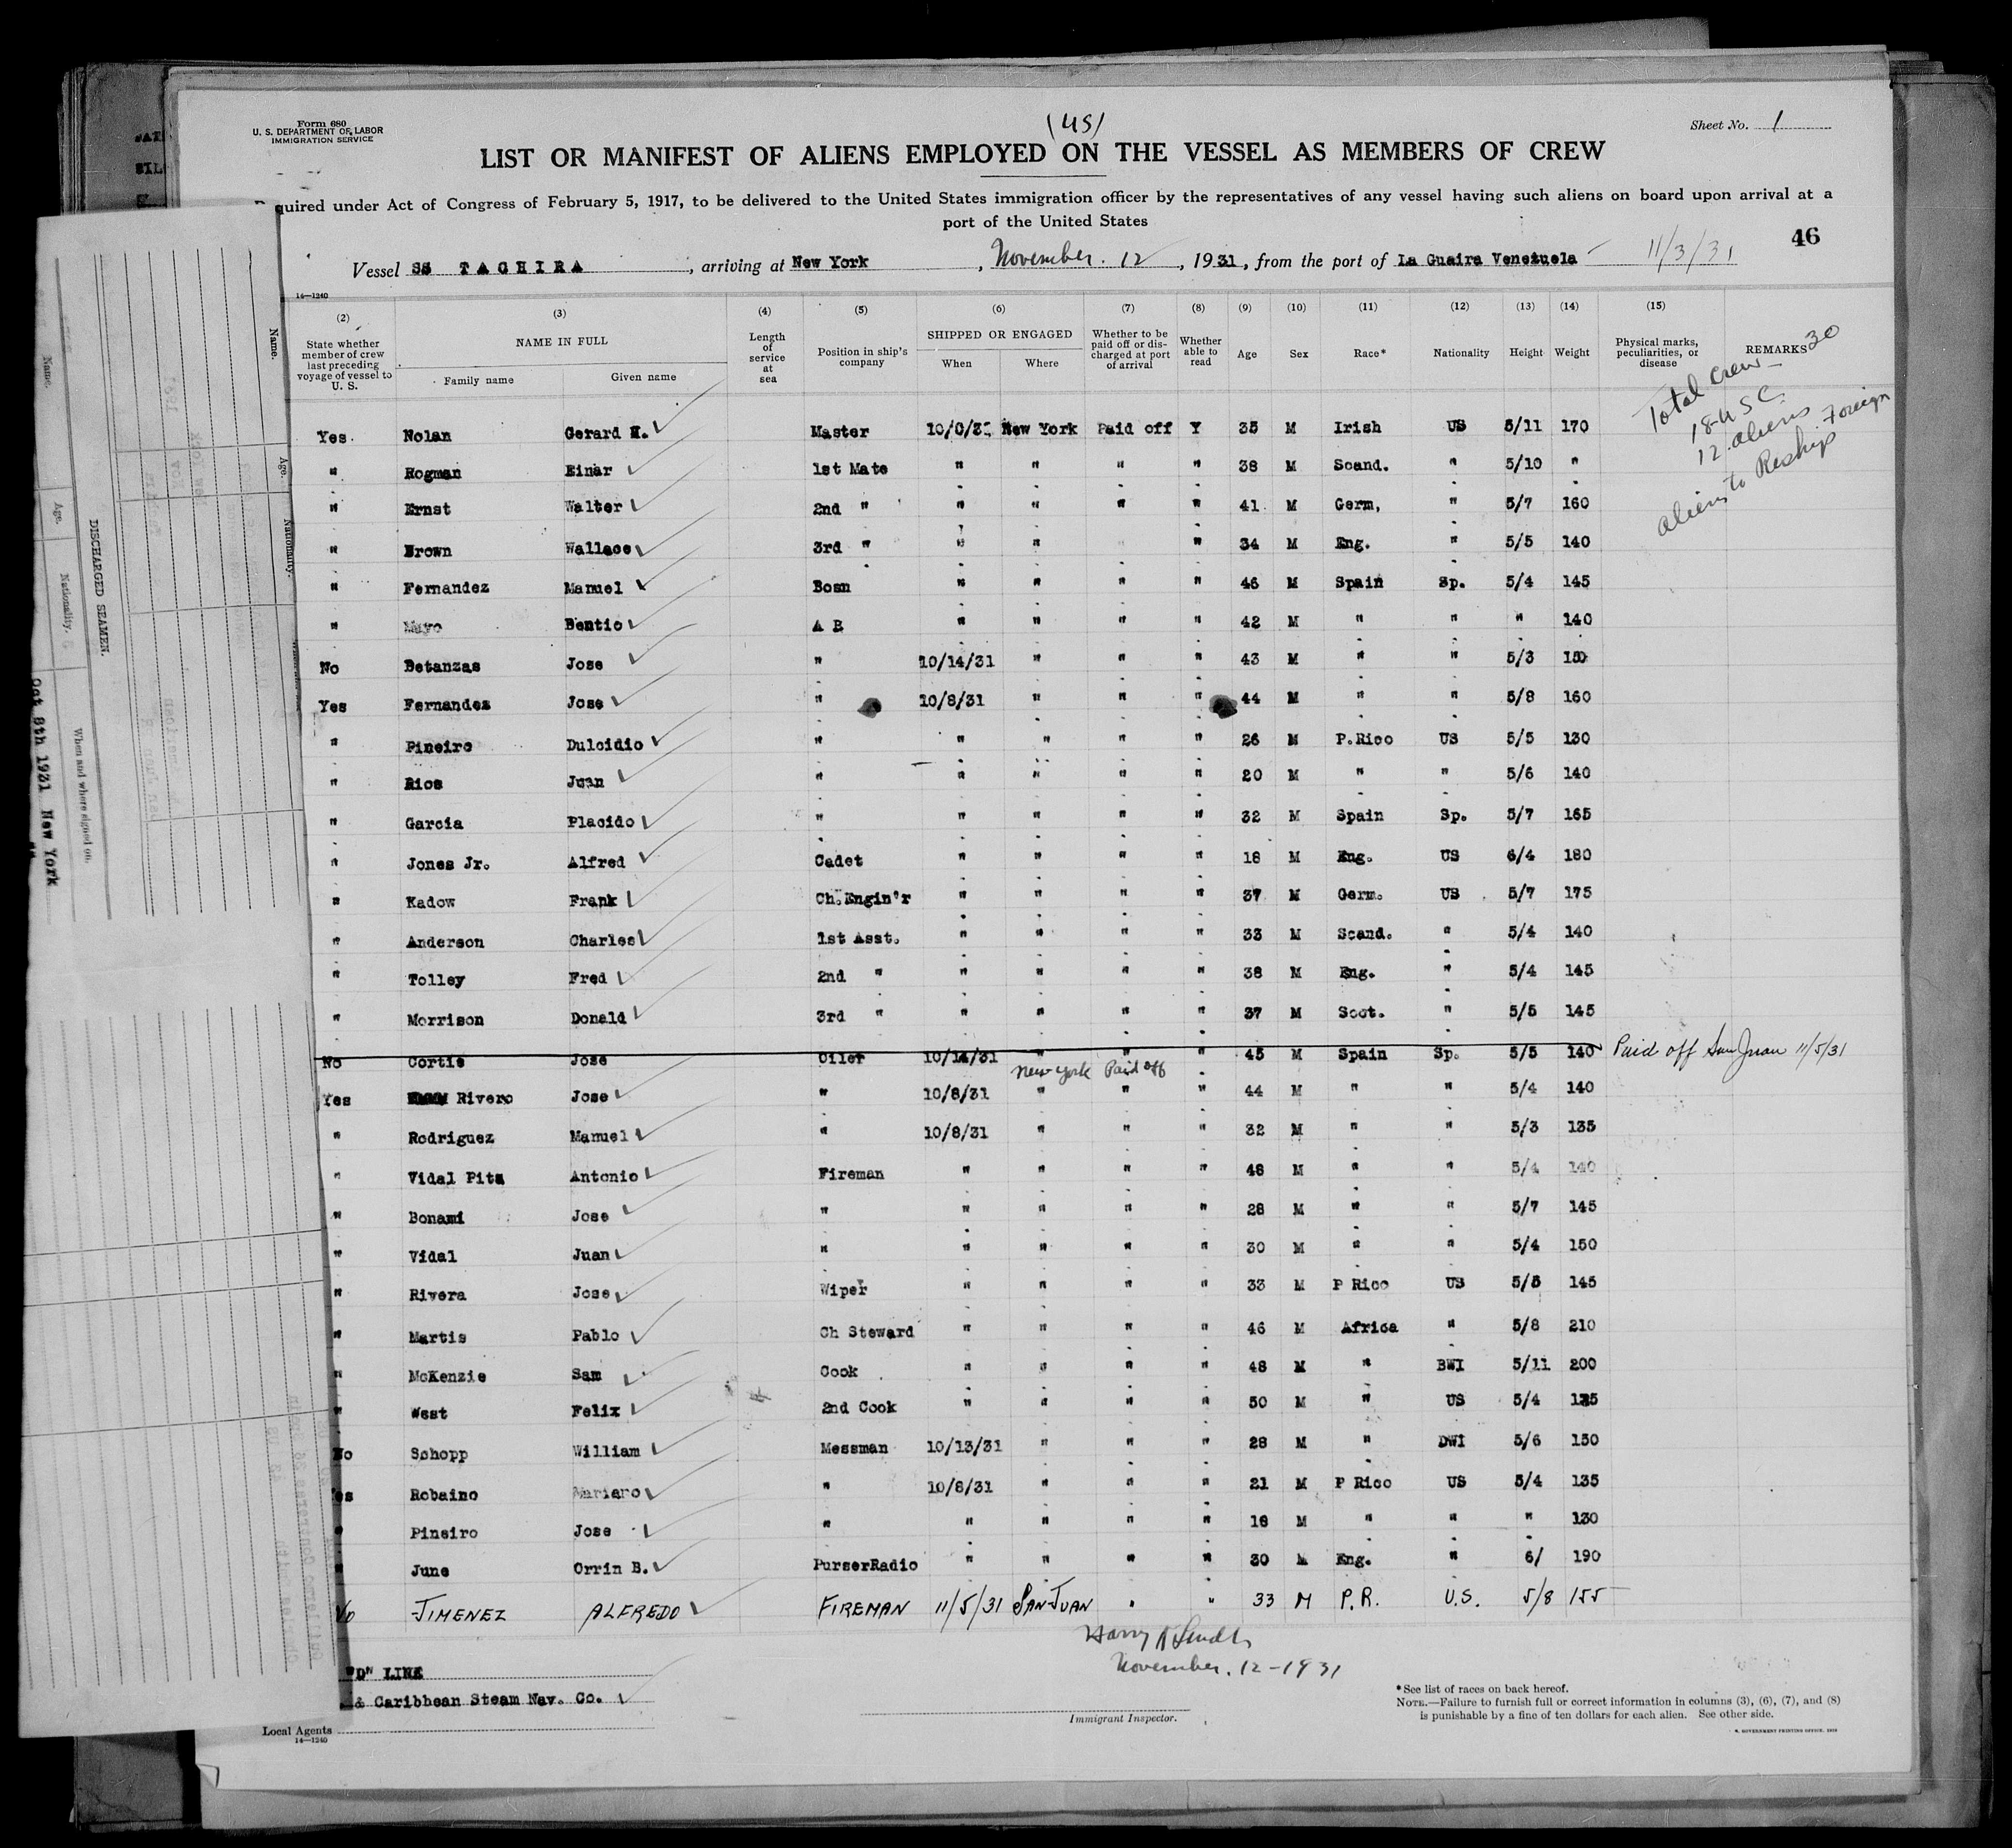 Form 680
U. S. DEPARTMENT OF LABOR
IMMIGRATION SERVICE
(US)
Sheet No. 1
LIST OR MANIFEST OF ALIENS EMPLOYED ON THE VESSEL AS MEMBERS OF CREW
quired under Act of Congress of February 5, 1917, to be delivered to the United States immigration officer by the representatives of any vessel having such aliens on board upon arrival at a
port of the United States
46
Vessel SS TACHIRA, arriving at New York, November. 12, 1931, from the port of La Guaira Venezuela 11/3/31
14—1240
(2) (3) (4) (5) (6) (7) (8) (9) (10) (11) (12) (13) (14) (15)
State whether member of crew last preceding voyage of vessel to U. S.
NAME IN FULL
Family name Given name
Length of service at sea
Position in ship's company
SHIPPED OR ENGAGED
When Where
Whether to be paid off or discharged at port of arrival
Whether able to read
Age Sex Race* Nationality Height Weight
Physical marks, peculiarities, or disease
REMARKS
Total Crew — 30
18 USC
12. aliens
aliens to Reship Foreign
Yes. Nolan Gerard H. Master New York Paid off Y 35 M Irish US 5/11 170
" Hogman Einar 1st Mate " " " " 38 M Scand. " 5/10 "
" Ernst Walter 2nd " " " " " 41 M Germ, " 5/7 160
" Brown Wallace 3rd " " " " 34 M Eng. " 5/5 140
" Fernandez Manuel Bosn " " " " 46 M Spain Sp. 5/4 145
" Mayo Bentio A B " " " " 42 M " " " 140
No Betanzas Jose " 10/14/31 " " " 43 M " " 5/3 150
Yes Fernandez Jose " 10/8/31 " " " 44 M " " 5/8 160
" Pineiro Dulcidio " " " " " 26 M P.Rico US 5/5 130
" Rios Juan " " " " " 20 M " " 5/6 140
" Garcia Placido " " " " " 32 M Spain Sp. 5/7 165
" Jones Jr. Alfred Cadet " " " " 18 M Eng. US 6/4 180
" Kadow Frank Ch.Engin'r " " " " 37 M Germ. US 5/7 175
" Anderson Charles 1st Asst. " " " " 33 M Scand. " 5/4 140
" Tolley Fred 2nd " " " " " 38 M Eng. " 5/4 145
" Morrison Donald 3rd " " " " " 37 M Scot. " 5/5 145
No Cortis Jose Oiler 10/14/31 " " " 45 M Spain Sp. 5/5 140 Paid off San Juan 11/5/31
New York Paid off
Yes Rivero Jose " 10/8/31 " " " 44 M " " 5/4 140
" Rodriguez Manuel " 10/8/31 " " " 32 M " " 5/3 135
" Vidal Pita Antonio Fireman " " " " 48 M " " 5/4 140
" Bonami Jose " " " " " 28 M " " 5/7 145
" Vidal Juan " " " " " 30 M " " 5/4 150
" Rivera Jose Wiper " " " " 33 M P Rico US 5/5 145
" Martis Pablo Ch Steward " " " " 46 M Africa " 5/8 210
" McKenzie Sam Cook " " " " 48 M " BWI 5/11 200
" West Felix 2nd Cook " " " " 50 M " US 5/4
No Schopp William Messman 10/13/31 " " " 28 M " DWI 5/6 150
es Robaino Mariano " 10/8/31 " " " 21 M P Rico US 5/4 135
" Pineiro Jose " " " " " 18 M " " " 130
" June Orrin B. PurserRadio " " " " 30 M Eng. " 6/ 190
No JIMENEZ ALFREDO FIREMAN 11/5/31 SAN JUAN " " 33 M P.R. U.S. 5/8 155
November. 12-1931
Immigrant Inspector.
"D" LINE
& Caribbean Steam Nav. Co.
Local Agents
14—1240
*See list of races on back hereof.
NOTE.—Failure to furnish full or correct information in columns (3), (6), (7), and (8)
is punishable by a fine of ten dollars for each alien. See other side.
Name.
Age.
Nationality.
DISCHARGED SEAMEN.
When and where signed on.
Oct 8th 1931 New York
Name.
Age.
Nationality.